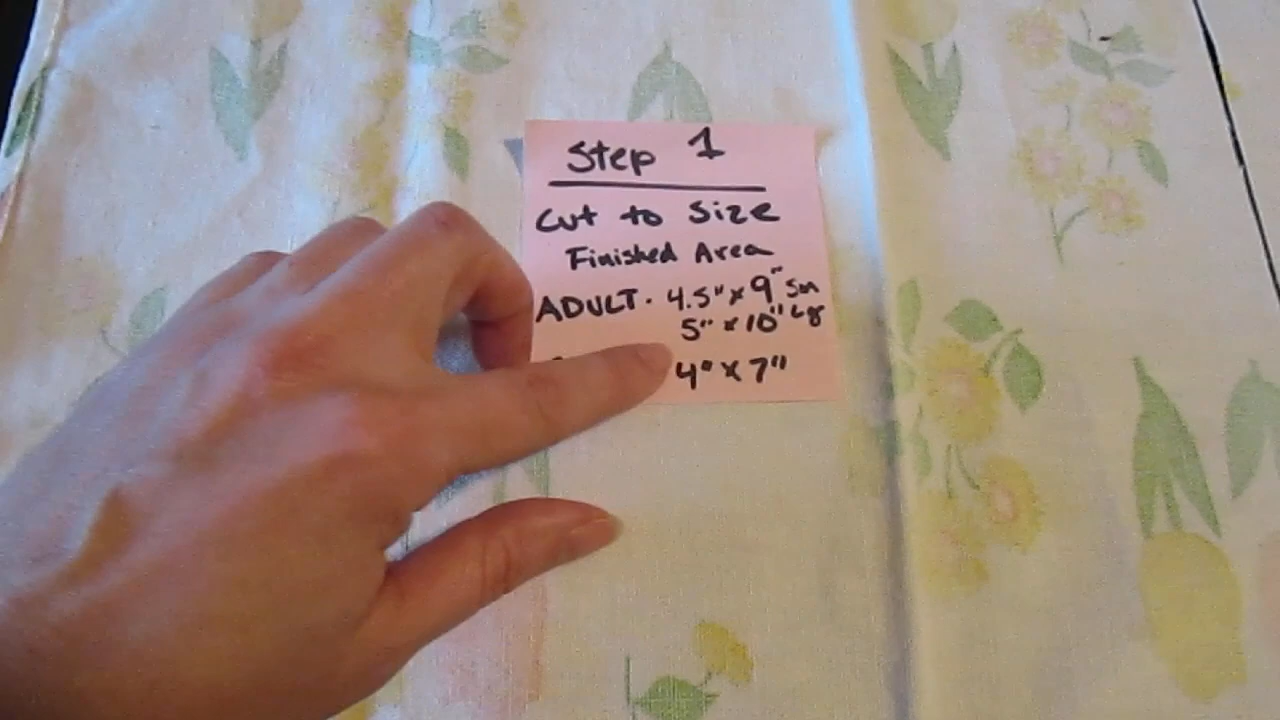 Step 1
Cut to Size
Finished Area
ADULT. 4.5" x 9" Sm
5" x 10" Lg
4" x 7"